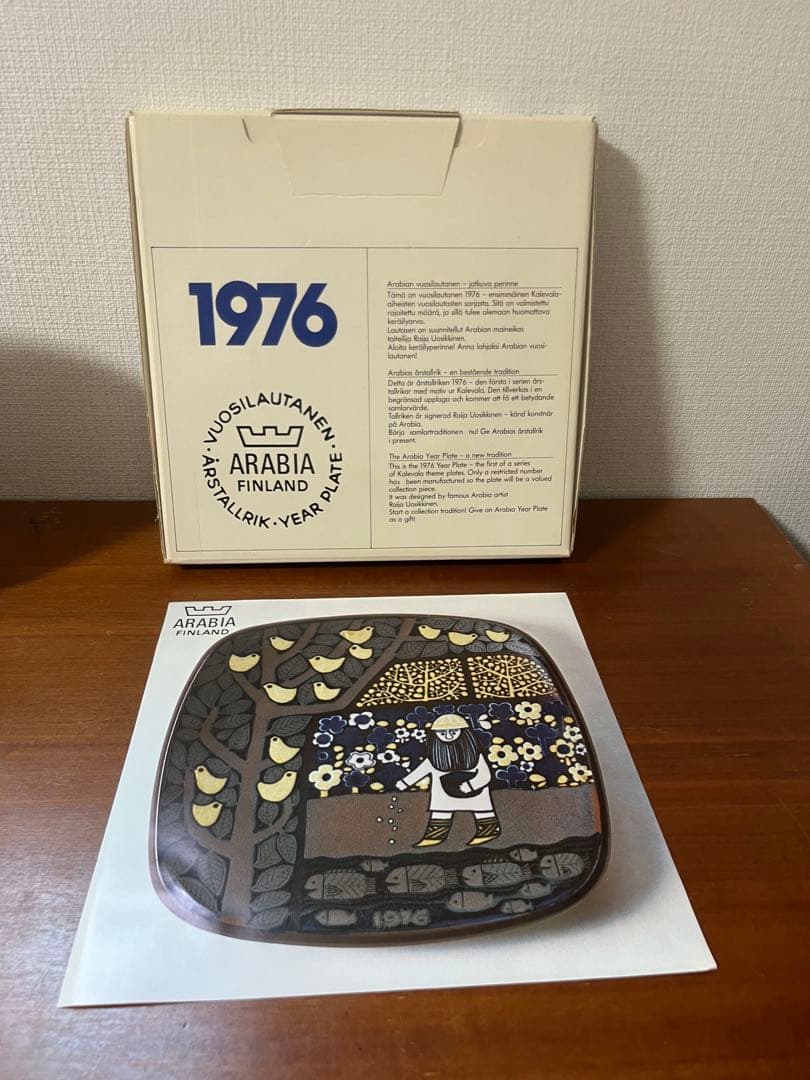 1976
VUOSILAUTANEN
ARABIA
FINLAND
ÅRSTALLRIK · YEAR PLATE
Arabian vuosilautanen – jatkuva perinne
Tämä on vuosilautanen 1976 – ensimmäinen Kalevala-
aiheisten vuosilautasten sarjasta. Sitä on valmistettu
rajoitettu määrä, ja sillä tulee olemaan huomattava
keräilyarvo.
Lautasen on suunnitellut Arabian maineikas
taiteilija Raija Uosikkinen.
Aloita keräilyperinne! Anna lahjaksi Arabian vuosi-
lautanen!
Arabias årstallrik – en bestående tradition
Detta är årstallriken 1976 – den första i serien års-
tallrikar med motiv ur Kalevala. Den tillverkas i en
begränsad upplaga och kommer att få ett betydande
samlarvärde.
Tallriken är signerad Raija Uosikkinen – känd konstnär
på Arabia.
Börja samlartraditionen nu! Ge Arabias årstallrik
i present.
The Arabia Year Plate – a new tradition
This is the 1976 Year Plate – the first of a series
of Kalevala theme plates. Only a restricted number
has been manufactured so the plate will be a valued
collection piece.
It was designed by famous Arabia artist
Raija Uosikkinen.
Start a collection tradition! Give an Arabia Year Plate
as a gift!
ARABIA
FINLAND
1976